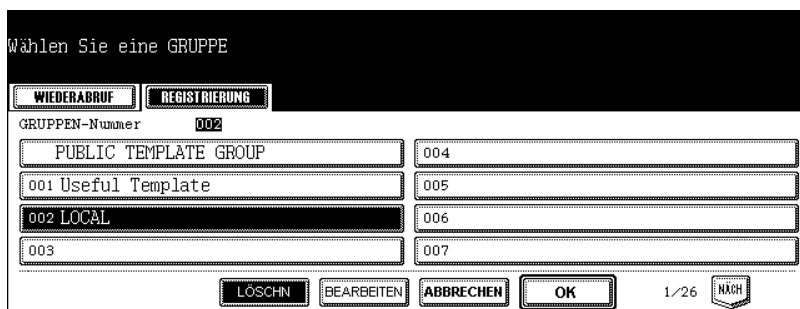 Wählen Sie eine GRUPPE
WIEDERABRUF REGISTRIERUNG
GRUPPEN-Nummer 002
PUBLIC TEMPLATE GROUP 004
001 Useful Template 005
002 LOCAL 006
003 007
LÖSCHN BEARBEITEN ABBRECHEN OK 1/26 NÄCH